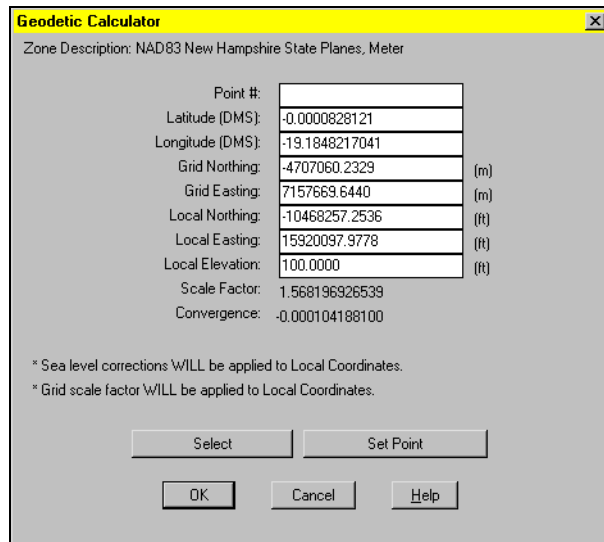 Geodetic Calculator
Zone Description: NAD83 New Hampshire State Planes, Meter
Point #:
Latitude (DMS): -0.0000828121
Longitude (DMS): -19.1848217041
Grid Northing: -4707060.2329 (m)
Grid Easting: 7157669.6440 (m)
Local Northing: -10468257.2536 (ft)
Local Easting: 15920097.9778 (ft)
Local Elevation: 100.0000 (ft)
Scale Factor: 1.568196926539
Convergence: -0.000104188100
* Sea level corrections WILL be applied to Local Coordinates.
* Grid scale factor WILL be applied to Local Coordinates.
Select Set Point
OK Cancel Help